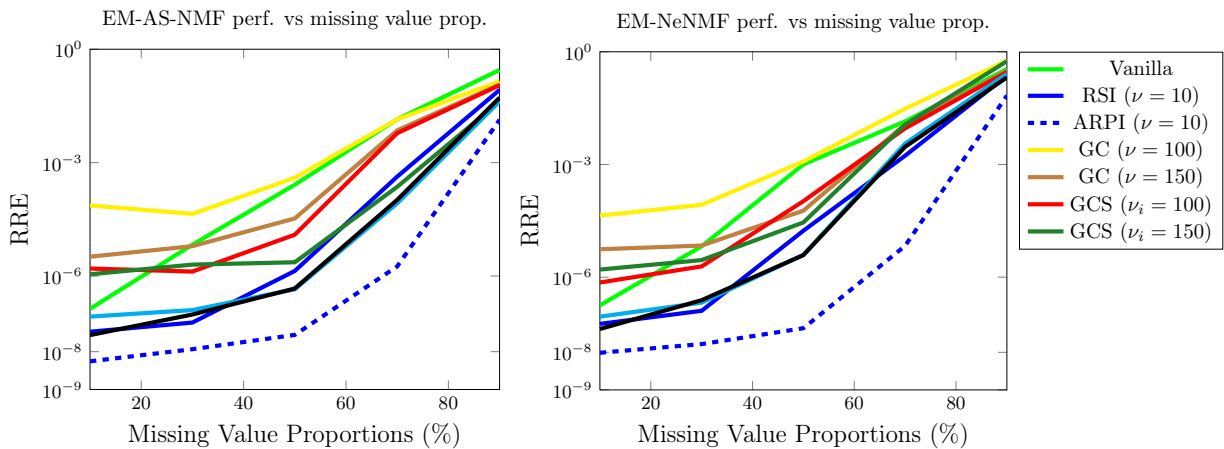 EM-AS-NMF perf. vs missing value prop.
10^0
10^{-3}
10^{-6}
10^{-8}
10^{-9}
RRE
20 40 60 80
Missing Value Proportions (%)
EM-NeNMF perf. vs missing value prop.
10^0
10^{-3}
10^{-6}
10^{-8}
10^{-9}
RRE
20 40 60 80
Missing Value Proportions (%)
Vanilla
RSI (ν = 10)
ARPI (ν = 10)
GC (ν = 100)
GC (ν = 150)
GCS (ν_i = 100)
GCS (ν_i = 150)